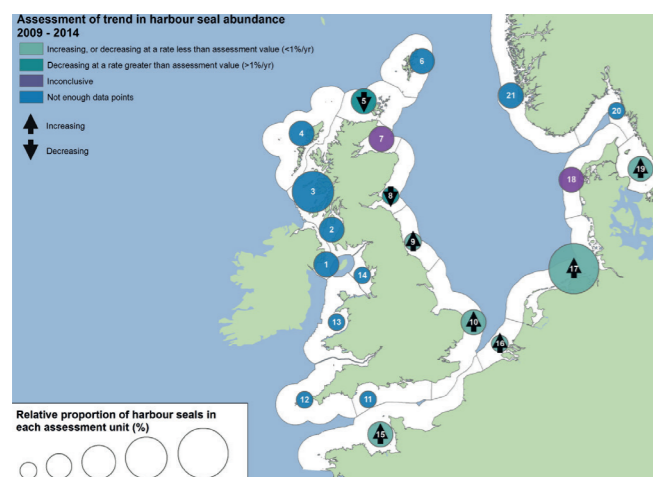 Assessment of trend in harbour seal abundance
2009 - 2014
Increasing, or decreasing at a rate less than assessment value (<1%/yr)
Decreasing at a rate greater than assessment value (>1%/yr)
Inconclusive
Not enough data points
Increasing
Decreasing
6
5
21
20
4
7
19
18
3
8
2
9
1
17
14
13
10
16
12
11
15
Relative proportion of harbour seals in
each assessment unit (%)